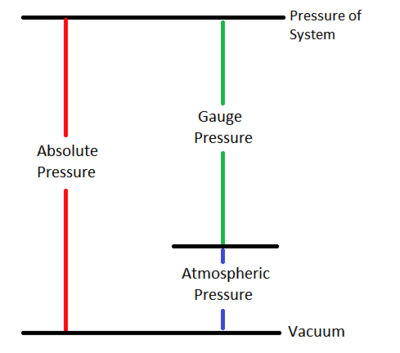 Pressure of
System
Gauge
Pressure
Absolute
Pressure
Atmospheric
Pressure
Vacuum